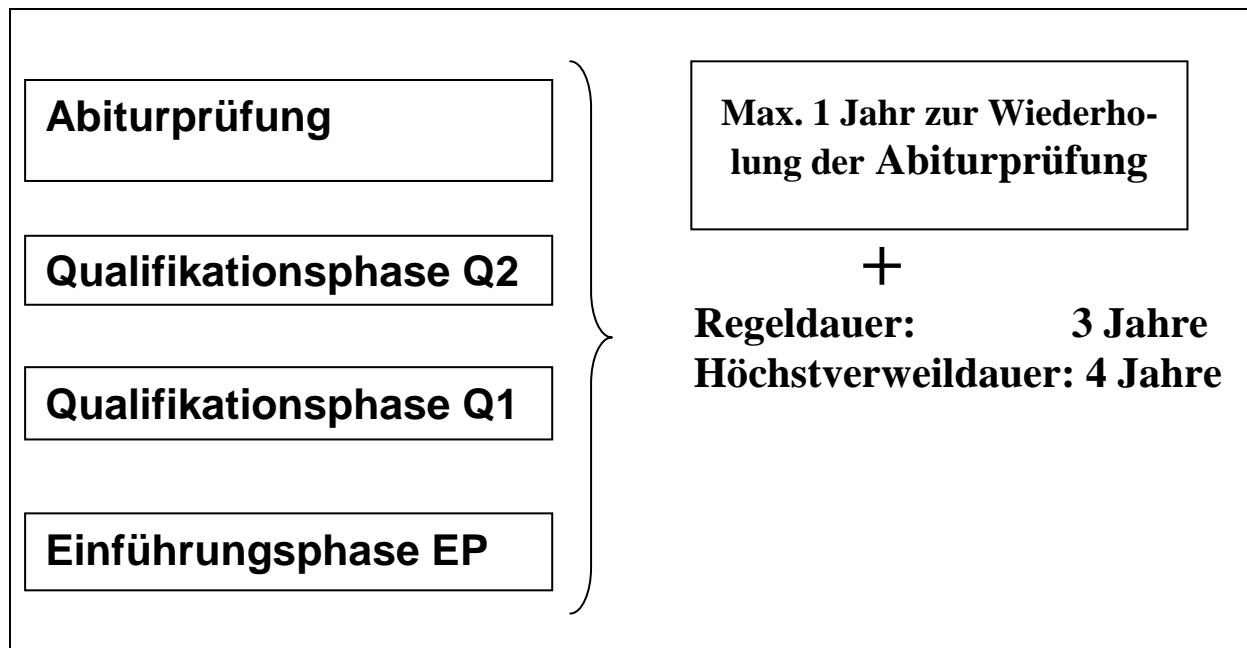 Abiturprüfung
Qualifikationsphase Q2
Qualifikationsphase Q1
Einführungsphase EP
Max. 1 Jahr zur Wiederho-
lung der Abiturprüfung
+
Regeldauer: 3 Jahre
Höchstverweildauer: 4 Jahre